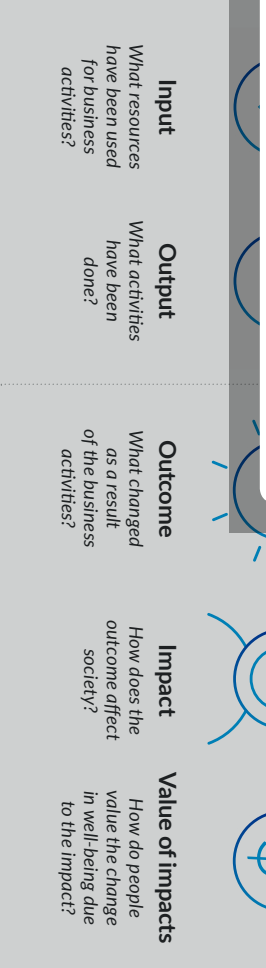 Input
What resources
have been used
for business
activities?
Output
What activities
have been
done?
Outcome
What changed
as a result
of the business
activities?
Impact
How does the
outcome affect
society?
Value of impacts
How do people
value the change
in well-being due
to the impact?